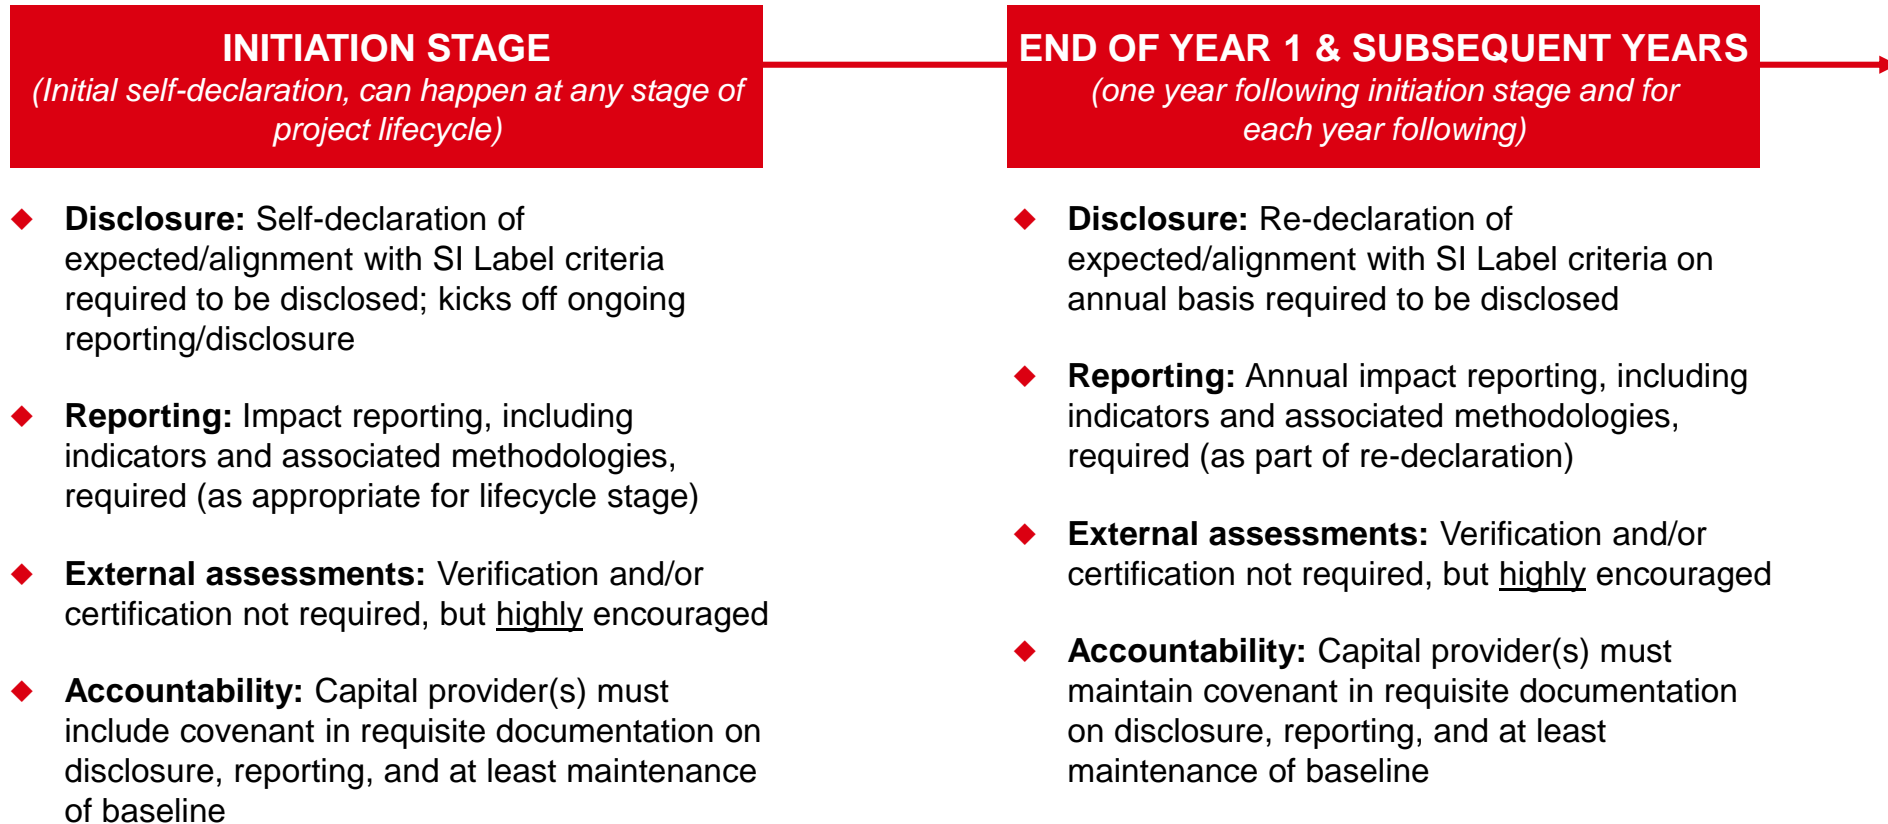 INITIATION STAGE
(Initial self-declaration, can happen at any stage of
project lifecycle)
◆ Disclosure: Self-declaration of
expected/alignment with SI Label criteria
required to be disclosed; kicks off ongoing
reporting/disclosure
◆ Reporting: Impact reporting, including
indicators and associated methodologies,
required (as appropriate for lifecycle stage)
◆ External assessments: Verification and/or
certification not required, but highly encouraged
◆ Accountability: Capital provider(s) must
include covenant in requisite documentation on
disclosure, reporting, and at least maintenance
of baseline
END OF YEAR 1 & SUBSEQUENT YEARS
(one year following initiation stage and for
each year following)
◆ Disclosure: Re-declaration of
expected/alignment with SI Label criteria on
annual basis required to be disclosed
◆ Reporting: Annual impact reporting, including
indicators and associated methodologies,
required (as part of re-declaration)
◆ External assessments: Verification and/or
certification not required, but highly encouraged
◆ Accountability: Capital provider(s) must
maintain covenant in requisite documentation
on disclosure, reporting, and at least
maintenance of baseline